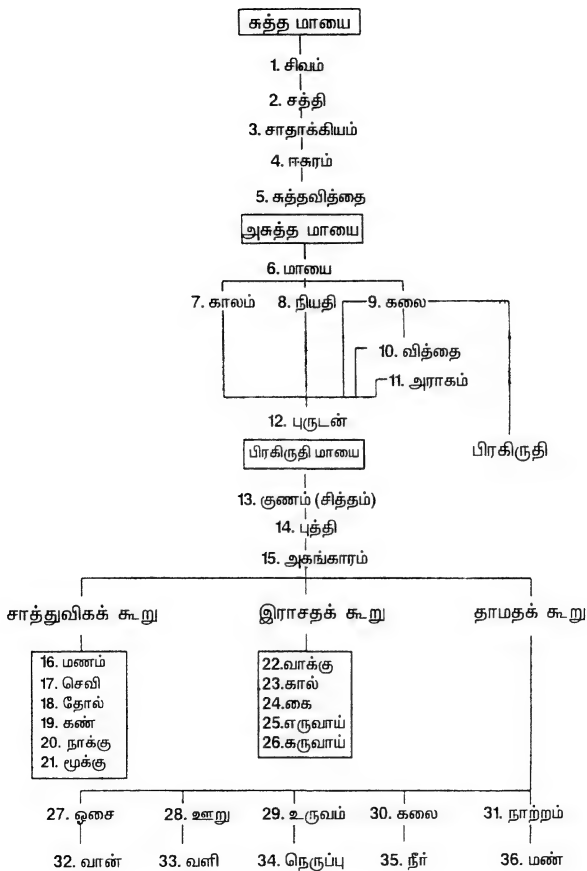 சுத்த மாயை
1. சிவம்
2. சத்தி
3. சாதாக்கியம்
4. ஈசுரம்
5. சுத்தவித்தை
அசுத்த மாயை
6. மாயை
7. காலம் 8. நியதி 9. கலை
10. வித்தை
11. அராகம்
12. புருடன்
பிரகிருதி மாயை பிரகிருதி
13. குணம் (சித்தம்)
14. புத்தி
15. அகங்காரம்
சாத்துவிகக் கூறு இராசதக் கூறு தாமதக் கூறு
16. மணம் 22.வாக்கு
17. செவி 23.கால்
18. தோல் 24.கை
19. கண் 25.எருவாய்
20. நாக்கு 26.கருவாய்
21. மூக்கு
27. ஓசை 28. ஊறு 29. உருவம் 30. கலை 31. நாற்றம்
32. வான் 33. வளி 34. நெருப்பு 35. நீர் 36. மண்